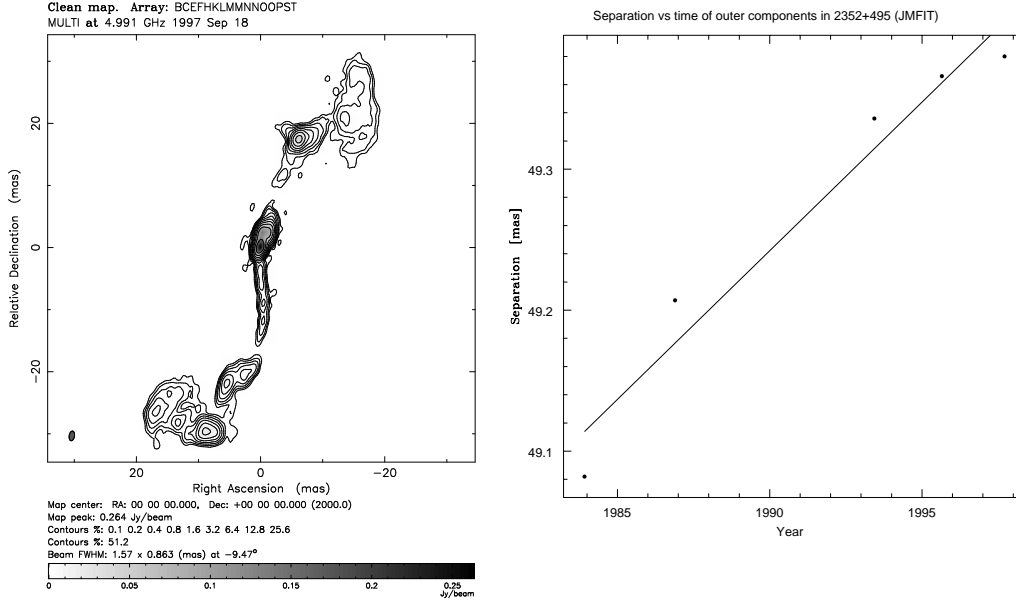 Clean map.  Array: BCEFHKLMMNNOOPST
MULTI at 4.991 GHz 1997 Sep 18
Relative Declination (mas)
20
0
−20
20
0
−20
Right Ascension (mas)
Map center:  RA: 00 00 00.000,  Dec: +00 00 00.000 (2000.0)
Map peak: 0.264 Jy/beam
Contours %: 0.1 0.2 0.4 0.8 1.6 3.2 6.4 12.8 25.6
Contours %: 51.2
Beam FWHM: 1.57 x 0.863 (mas) at −9.47°
0
0.05
0.1
0.15
0.2
0.25
Jy/beam
Separation vs time of outer components in 2352+495 (JMFIT)
Separation [mas]
49.3
49.2
49.1
1985
1990
1995
Year